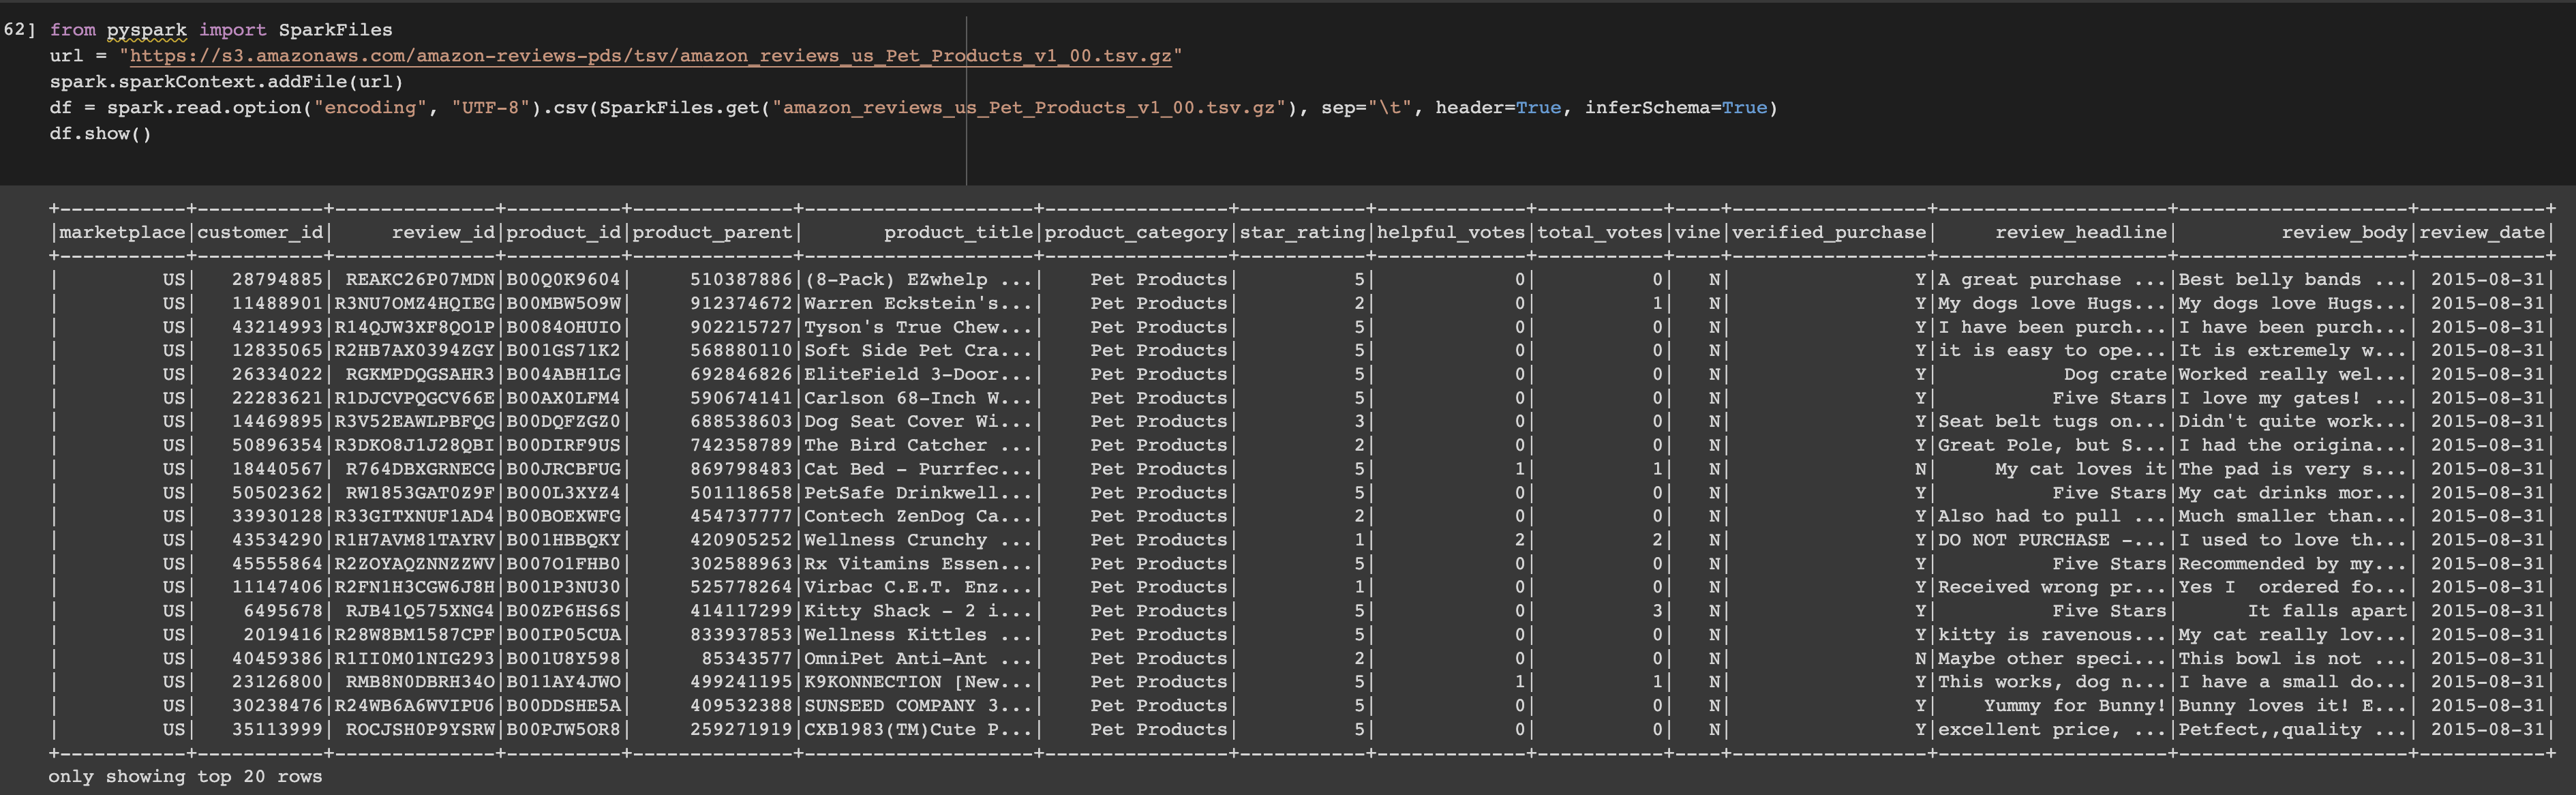 62] from pyspark import SparkFiles
url = "https://s3.amazonaws.com/amazon-reviews-pds/tsv/amazon_reviews_us_Pet_Products_v1_00.tsv.gz"
spark.sparkContext.addFile(url)
df = spark.read.option("encoding", "UTF-8").csv(SparkFiles.get("amazon_reviews_us_Pet_Products_v1_00.tsv.gz"), sep="\t", header=True, inferSchema=True)
df.show()
+-----------+-----------+--------------+----------+--------------+--------------------+----------------+-----------+-------------+-----------+----+-----------------+--------------------+--------------------+-----------+
|marketplace|customer_id|     review_id|product_id|product_parent|       product_title|product_category|star_rating|helpful_votes|total_votes|vine|verified_purchase|     review_headline|         review_body|review_date|
+-----------+-----------+--------------+----------+--------------+--------------------+----------------+-----------+-------------+-----------+----+-----------------+--------------------+--------------------+-----------+
|         US|   28794885| REAKC26P07MDN|B00Q0K9604|     510387886|(8-Pack) EZwhelp ...|    Pet Products|          5|            0|          0|   N|                Y|A great purchase ...|Best belly bands ...| 2015-08-31|
|         US|   11488901|R3NU7OMZ4HQIEG|B00MBW5O9W|     912374672|Warren Eckstein's...|    Pet Products|          2|            0|          1|   N|                Y|My dogs love Hugs...|My dogs love Hugs...| 2015-08-31|
|         US|   43214993|R14QJW3XF8QO1P|B0084OHUIO|     902215727|Tyson's True Chew...|    Pet Products|          5|            0|          0|   N|                Y|I have been purch...|I have been purch...| 2015-08-31|
|         US|   12835065|R2HB7AX0394ZGY|B001GS71K2|     568880110|Soft Side Pet Cra...|    Pet Products|          5|            0|          0|   N|                Y|it is easy to ope...|It is extremely w...| 2015-08-31|
|         US|   26334022| RGKMPDQGSAHR3|B004ABH1LG|     692846826|EliteField 3-Door...|    Pet Products|          5|            0|          0|   N|                Y|          Dog crate|Worked really wel...| 2015-08-31|
|         US|   22283621|R1DJCVPQGCV66E|B00AX0LFM4|     590674141|Carlson 68-Inch W...|    Pet Products|          5|            0|          0|   N|                Y|          Five Stars|I love my gates! ...| 2015-08-31|
|         US|   14469895|R3V52EAWLPBFQG|B00DQFZGZ0|     688538603|Dog Seat Cover Wi...|    Pet Products|          3|            0|          0|   N|                Y|Seat belt tugs on...|Didn't quite work...| 2015-08-31|
|         US|   50896354|R3DKO8J1J28QBI|B00DIRF9US|     742358789|The Bird Catcher ...|    Pet Products|          2|            0|          0|   N|                Y|Great Pole, but S...|I had the origina...| 2015-08-31|
|         US|   18440567| R764DBXGRNECG|B00JRCBFUG|     869798483|Cat Bed - Purrfec...|    Pet Products|          5|            1|          1|   N|                N|     My cat loves it|The pad is very s...| 2015-08-31|
|         US|   50502362| RW1853GAT0Z9F|B000L3XYZ4|     501118658|PetSafe Drinkwell...|    Pet Products|          5|            0|          0|   N|                Y|          Five Stars|My cat drinks mor...| 2015-08-31|
|         US|   33930128|R33GITXNUF1AD4|B00BOEXWFG|     454737777|Contech ZenDog Ca...|    Pet Products|          2|            0|          0|   N|                Y|Also had to pull ...|Much smaller than...| 2015-08-31|
|         US|   43534290|R1H7AVM81TAYRV|B001HBBQKY|     420905252|Wellness Crunchy ...|    Pet Products|          1|            2|          2|   N|                Y|DO NOT PURCHASE -...|I used to love th...| 2015-08-31|
|         US|   45555864|R2ZOYAQZNNZZWV|B007O1FHB0|     302588963|Rx Vitamins Essen...|    Pet Products|          5|            0|          0|   N|                Y|          Five Stars|Recommended by my...| 2015-08-31|
|         US|   11147406|R2FN1H3CGW6J8H|B001P3NU30|     525778264|Virbac C.E.T. Enz...|    Pet Products|          1|            0|          0|   N|                Y|Received wrong pr...|Yes I  ordered fo...| 2015-08-31|
|         US|    6495678| RJB41Q575XNG4|B00ZP6HS6S|     414117299|Kitty Shack - 2 i...|    Pet Products|          5|            0|          3|   N|                Y|          Five Stars|      It falls apart| 2015-08-31|
|         US|    2019416|R28W8BM1587CPF|B00IP05CUA|     833937853|Wellness Kittles ...|    Pet Products|          5|            0|          0|   N|                Y|kitty is ravenous...|My cat really lov...| 2015-08-31|
|         US|   40459386|R1II0M01NIG293|B001U8Y598|      85343577|OmniPet Anti-Ant ...|    Pet Products|          2|            0|          0|   N|                N|Maybe other speci...|This bowl is not ...| 2015-08-31|
|         US|   23126800| RMB8N0DBRH34O|B011AY4JWO|     499241195|K9KONNECTION [New...|    Pet Products|          5|            1|          1|   N|                Y|This works, dog n...|I have a small do...| 2015-08-31|
|         US|   30238476|R24WB6A6WVIPU6|B00DDSHE5A|     409532388|SUNSEED COMPANY 3...|    Pet Products|          5|            0|          0|   N|                Y|    Yummy for Bunny!|Bunny loves it! E...| 2015-08-31|
|         US|   35113999| ROCJSH0P9YSRW|B00PJW5OR8|     259271919|CXB1983(TM)Cute P...|    Pet Products|          5|            0|          0|   N|                Y|excellent price, ...|Petfect,,quality ...| 2015-08-31|
+-----------+-----------+--------------+----------+--------------+--------------------+----------------+-----------+-------------+-----------+----+-----------------+--------------------+--------------------+-----------+
only showing top 20 rows